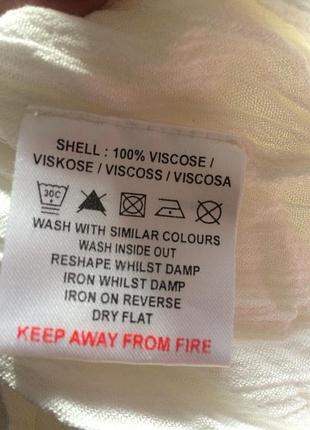 SHELL : 100% VISCOSE /
VISKOSE / VISCOSS / VISCOSA
30C
WASH WITH SIMILAR COLOURS
WASH INSIDE OUT
RESHAPE WHILST DAMP
IRON WHILST DAMP
IRON ON REVERSE
DRY FLAT
KEEP AWAY FROM FIRE